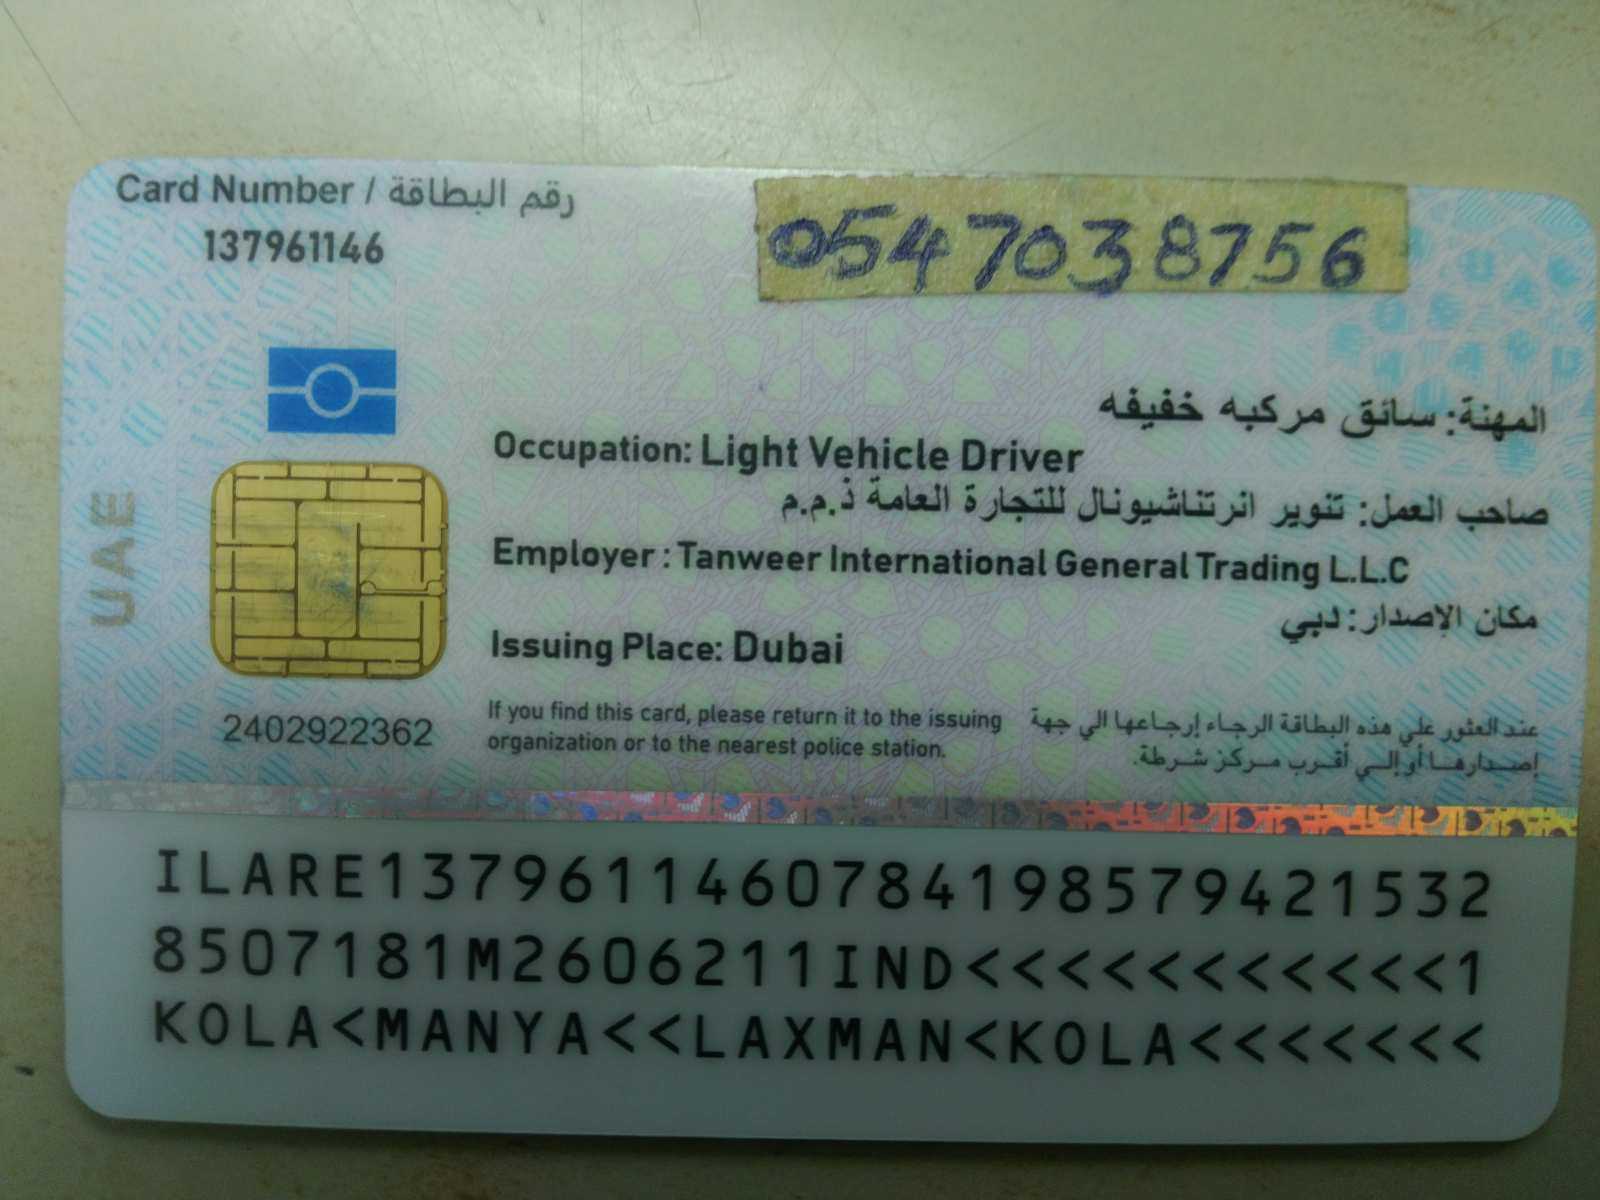 Card Number / رقم البطاقة
137961146
0547038756
المهنة: سائق مركبه خفيفه
Occupation: Light Vehicle Driver
صاحب العمل: تنوير انرتناشيونال للتجارة العامة ذ.م.م
Employer : Tanweer International General Trading L.L.C
مكان الإصدار: دبي
Issuing Place: Dubai
UAE
2402922362
If you find this card, please return it to the issuing
organization or to the nearest police station.
عند العثور علي هذه البطاقة الرجاء إرجاعها الي جهة
إصدارها أو إلي أقرب مركز شرطة.
ILARE1379611460784198579421532
8507181M2606211IND<<<<<<<<<<<1
KOLA<MANYA<<LAXMAN<KOLA<<<<<<<